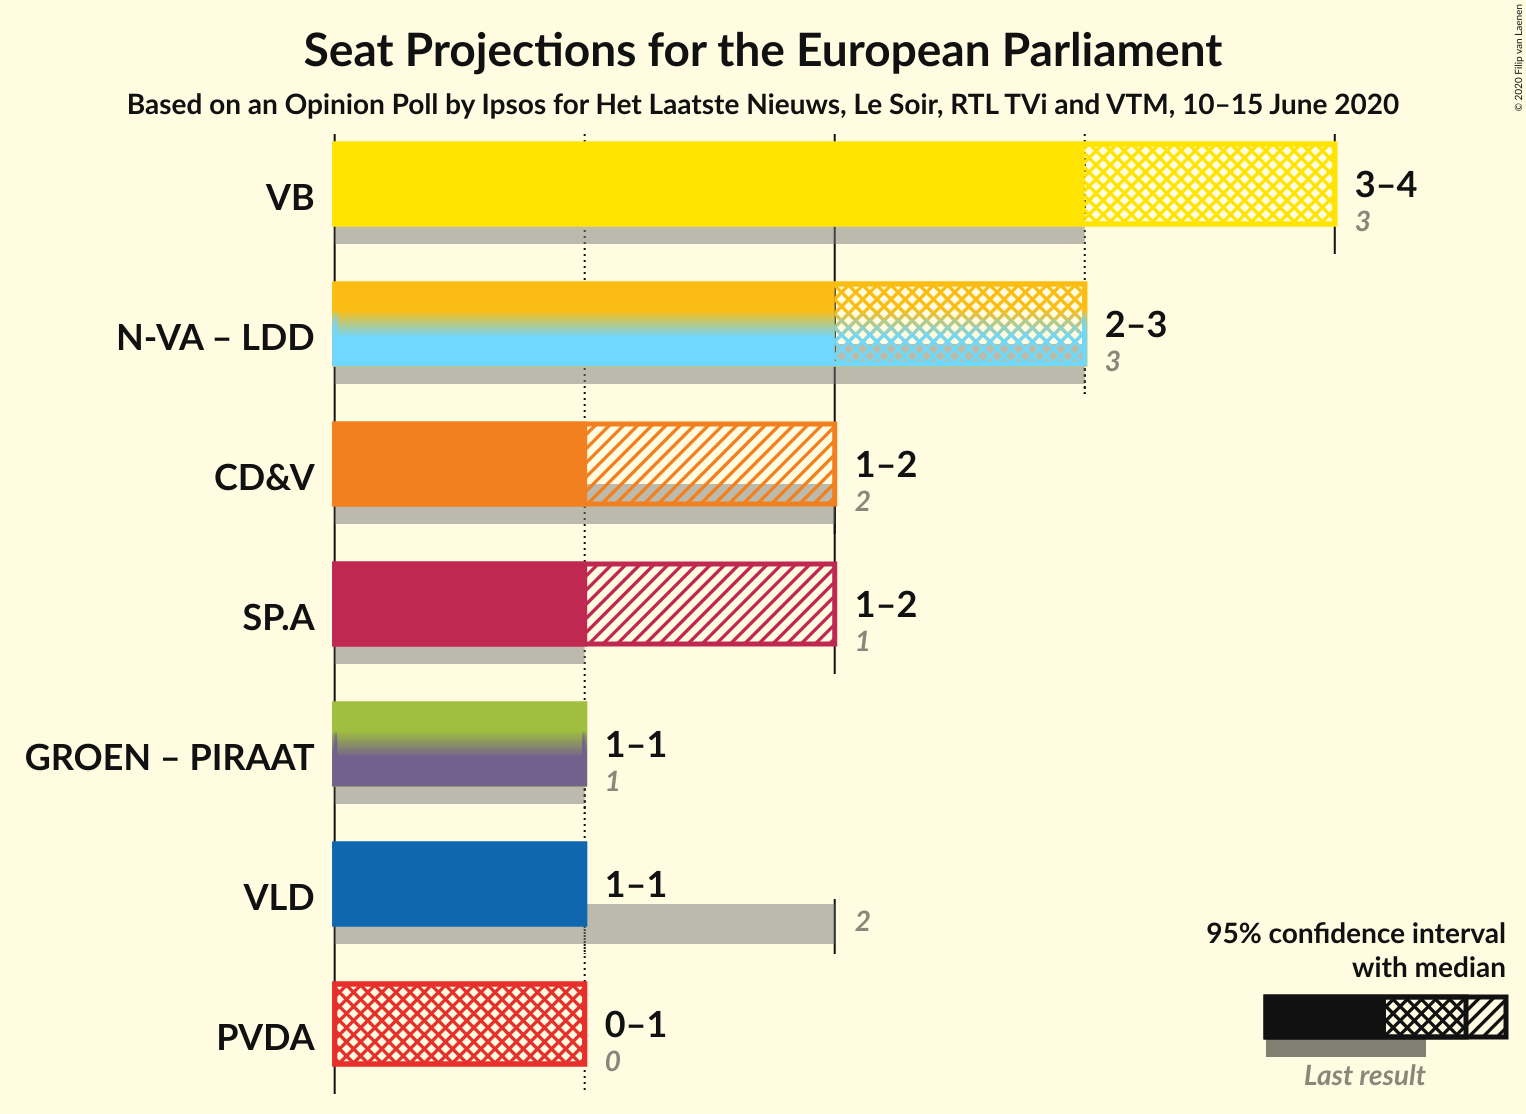 Seat Projections for the European Parliament
Based on an Opinion Poll by Ipsos for Het Laatste Nieuws, Le Soir, RTL TVi and VTM, 10–15 June 2020
© 2020 Filip van Laenen
VB
3–4
3
N-VA – LDD
2–3
3
CD&V
1–2
2
SP.A
1–2
1
GROEN – PIRAAT
1–1
1
VLD
1–1
2
PVDA
0–1
0
95% confidence interval
with median
Last result